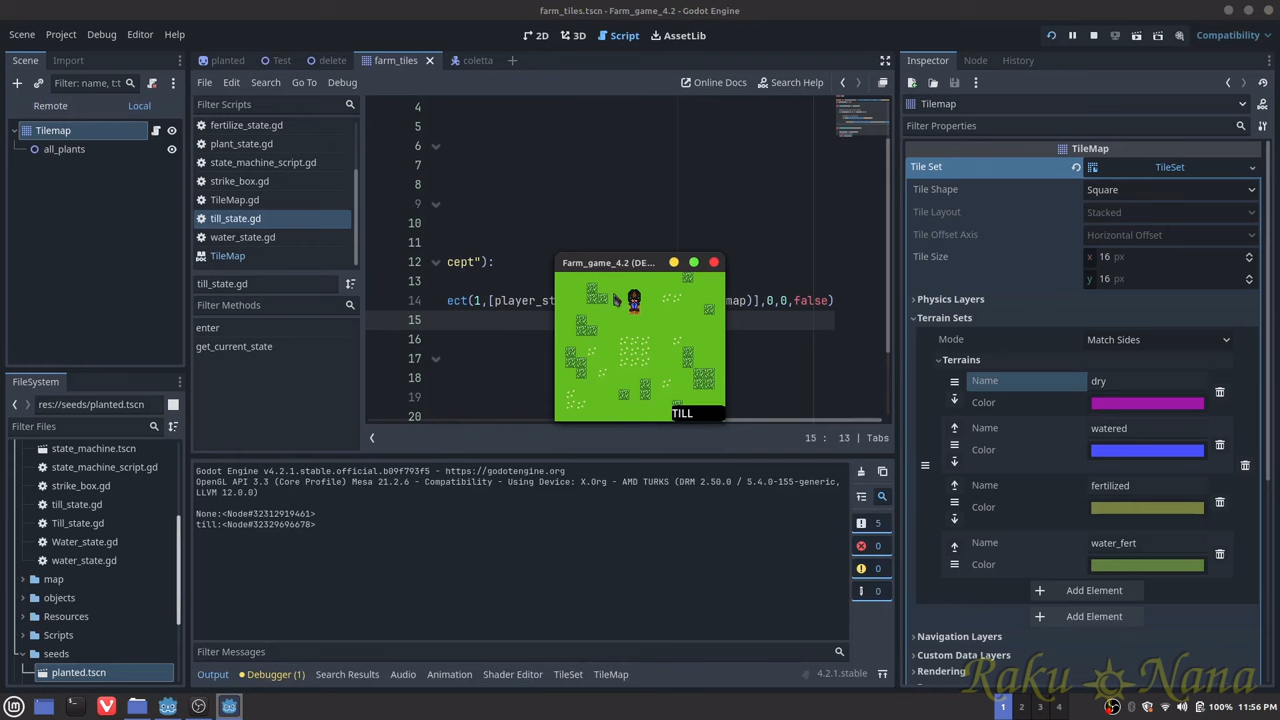 farm_tiles.tscn - Farm_game_4.2 - Godot Engine
Scene Project Debug Editor Help
2D 3D Script AssetLib
Compatibility
Scene Import
planted Test delete farm_tiles coletta
Inspector Node History
Filter: name, t:t
File Edit Search Go To Debug
Online Docs Search Help
Remote Local
Filter Scripts
Tilemap
Tilemap
all_plants
fertilize_state.gd
plant_state.gd
state_machine_script.gd
strike_box.gd
TileMap.gd
till_state.gd
water_state.gd
TileMap
till_state.gd
Filter Methods
enter
get_current_state
4
5
6
7
8
9
10
11
12 cept"):
13
14 ect(1,[player_st map)],0,0,false)
15
16
17
18
19
20
15 : 13 | Tabs
Farm_game_4.2 (DE...
TILL
Filter Properties
TileMap
Tile Set TileSet
Tile Shape Square
Tile Layout Stacked
Tile Offset Axis Horizontal Offset
Tile Size x 16 px
y 16 px
Physics Layers
Terrain Sets
Mode Match Sides
Terrains
Name dry
Color
Name watered
Color
Name fertilized
Color
Name water_fert
Color
Add Element
Add Element
Navigation Layers
Custom Data Layers
Rendering
FileSystem
res://seeds/planted.tscn
Filter Files
state_machine.tscn
state_machine_script.gd
strike_box.gd
till_state.gd
Till_state.gd
Water_state.gd
water_state.gd
map
objects
Resources
Scripts
seeds
planted.tscn
Godot Engine v4.2.1.stable.official.b09f793f5 - https://godotengine.org
OpenGL API 3.3 (Core Profile) Mesa 21.2.6 - Compatibility - Using Device: X.Org - AMD TURKS (DRM 2.50.0 / 5.4.0-155-generic,
LLVM 12.0.0)
None:<Node#32312919461>
till:<Node#32329696678>
5
0
0
0
Filter Messages
Output Debugger (1) Search Results Audio Animation Shader Editor TileSet TileMap
4.2.1.stable
Raku Nana
1 2 3 4
100% 11:56 PM